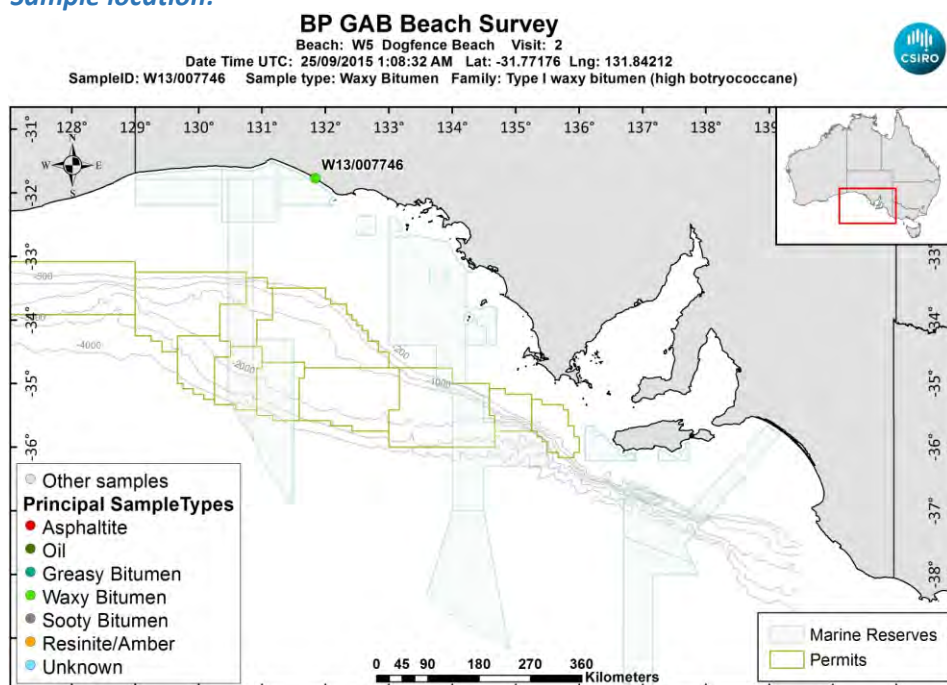 Sample location:
BP GAB Beach Survey
Beach: W5 Dogfence Beach Visit: 2
Date Time UTC: 25/09/2015 1:08:32 AM Lat: -31.77176 Lng: 131.84212
SampleID: W13/007746 Sample type: Waxy Bitumen Family: Type I waxy bitumen (high botryococcane)
CSIRO
128° 129° 130° 131° 132° 133° 134° 135° 136° 137° 138° 139
-31° -31°
N
W E
S
W13/007746
-32°
-33°
-34° -34°
-35° -35°
-36° -36°
-37°
-38°
-200
-1000
-2000
-4000
Other samples
Principal SampleTypes
Asphaltite
Oil
Greasy Bitumen
Waxy Bitumen
Sooty Bitumen
Resinite/Amber
Unknown
0 45 90 180 270 360
Kilometers
Marine Reserves
Permits